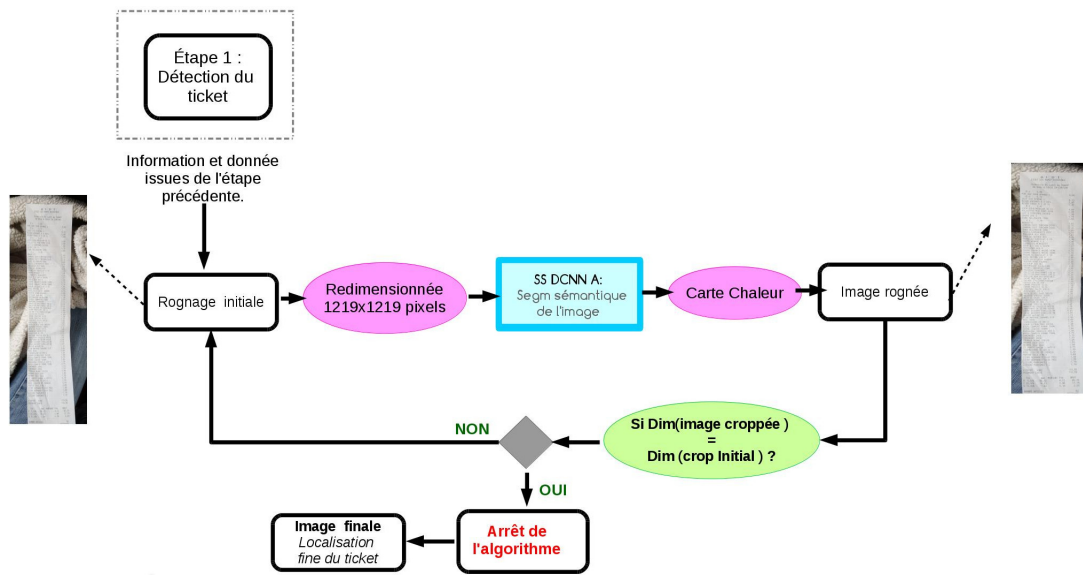 Étape 1 :
Détection du
ticket
Information et donnée
issues de l'étape
précédente.
Rognage initiale
Redimensionnée
1219x1219 pixels
SS DCNN A:
Segm sémantique
de l'image
Carte Chaleur
Image rognée
Si Dim(image croppée )
=
Dim (crop Initial ) ?
NON
OUI
Arrêt de
l'algorithme
Image finale
Localisation
fine du ticket